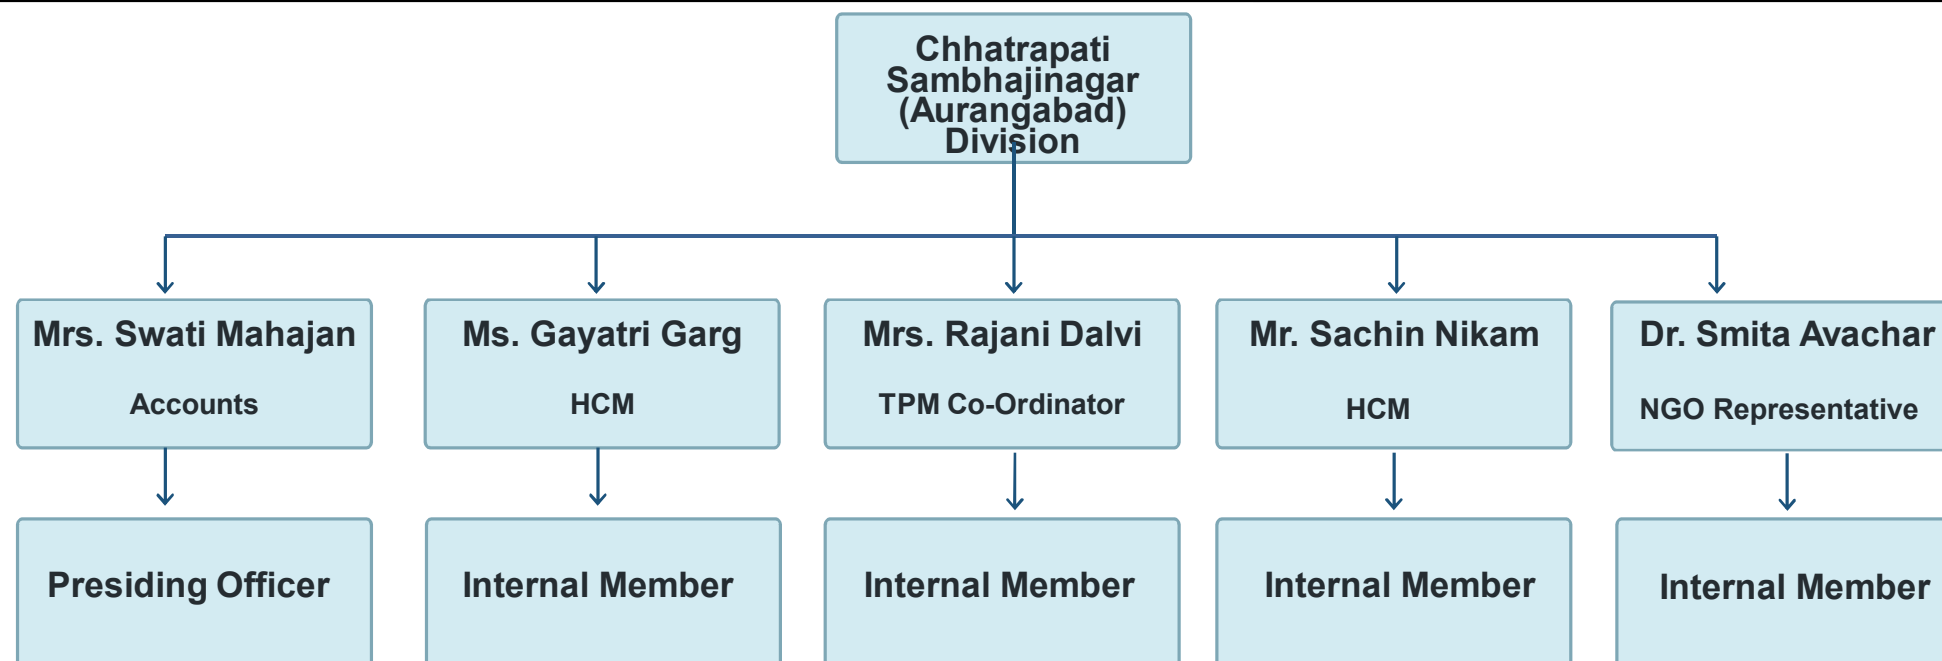 Chhatrapati
Sambhajinagar
(Aurangabad)
Division
Mrs. Swati Mahajan
Accounts
Ms. Gayatri Garg
HCM
Mrs. Rajani Dalvi
TPM Co-Ordinator
Mr. Sachin Nikam
HCM
Dr. Smita Avachar
NGO Representative
Presiding Officer
Internal Member
Internal Member
Internal Member
Internal Member